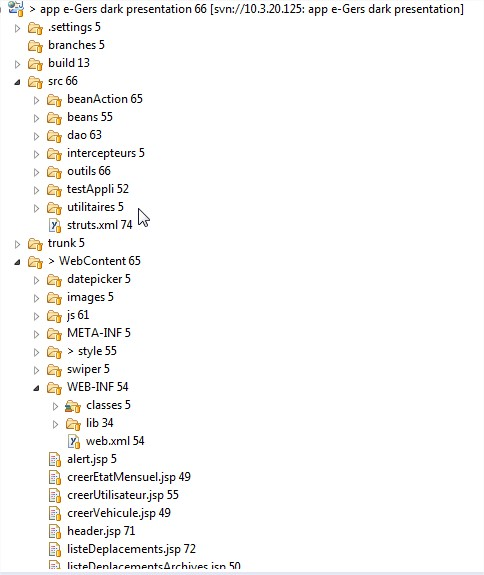 > app e-Gers dark presentation 66 [svn://10.3.20.125: app e-Gers dark presentation]
.settings 5
branches 5
build 13
src 66
beanAction 65
beans 55
dao 63
intercepteurs 5
outils 66
testAppli 52
utilitaires 5
struts.xml 74
trunk 5
> WebContent 65
datepicker 5
images 5
js 61
META-INF 5
> style 55
swiper 5
WEB-INF 54
classes 5
lib 34
web.xml 54
alert.jsp 5
creerEtatMensuel.jsp 49
creerUtilisateur.jsp 55
creerVehicule.jsp 49
header.jsp 71
listeDeplacements.jsp 72
listeDeplacementsArchives.jsp 50